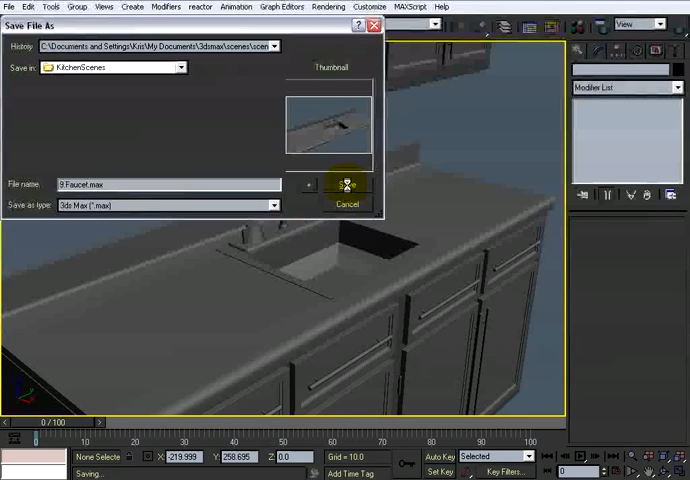 File Edit Tools Group Views Create Modifiers reactor Animation Graph Editors Rendering Customize MAXScript Help
Save File As
View
History: C:\Documents and Settings\Kris\My Documents\3dsmax\scenes\scen
Save in: KitchenScenes
Thumbnail
Modifier List
File name: 9.Faucet.max
+ Save
Save as type: 3ds Max (*.max)
Cancel
0 / 100
0 10 20 30 40 50 60 70 80 90 100
None Selecte X: -219.999 Y: 258.695 Z: 0.0 Grid = 10.0 Auto Key Selected
Saving... Add Time Tag Set Key Key Filters... 0